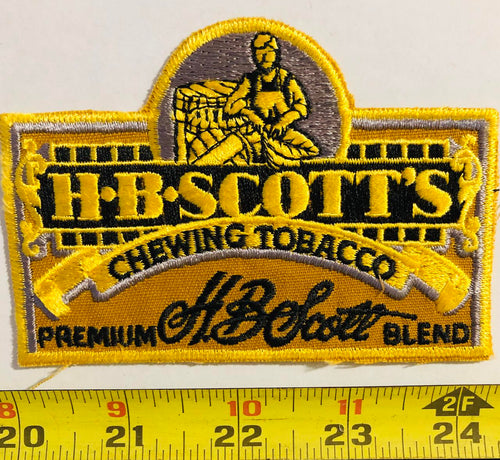 H·B·SCOTT'S
CHEWING TOBACCO
PREMIUM H.B Scott BLEND
8 9 10 11 2F
20 21 22 23 24